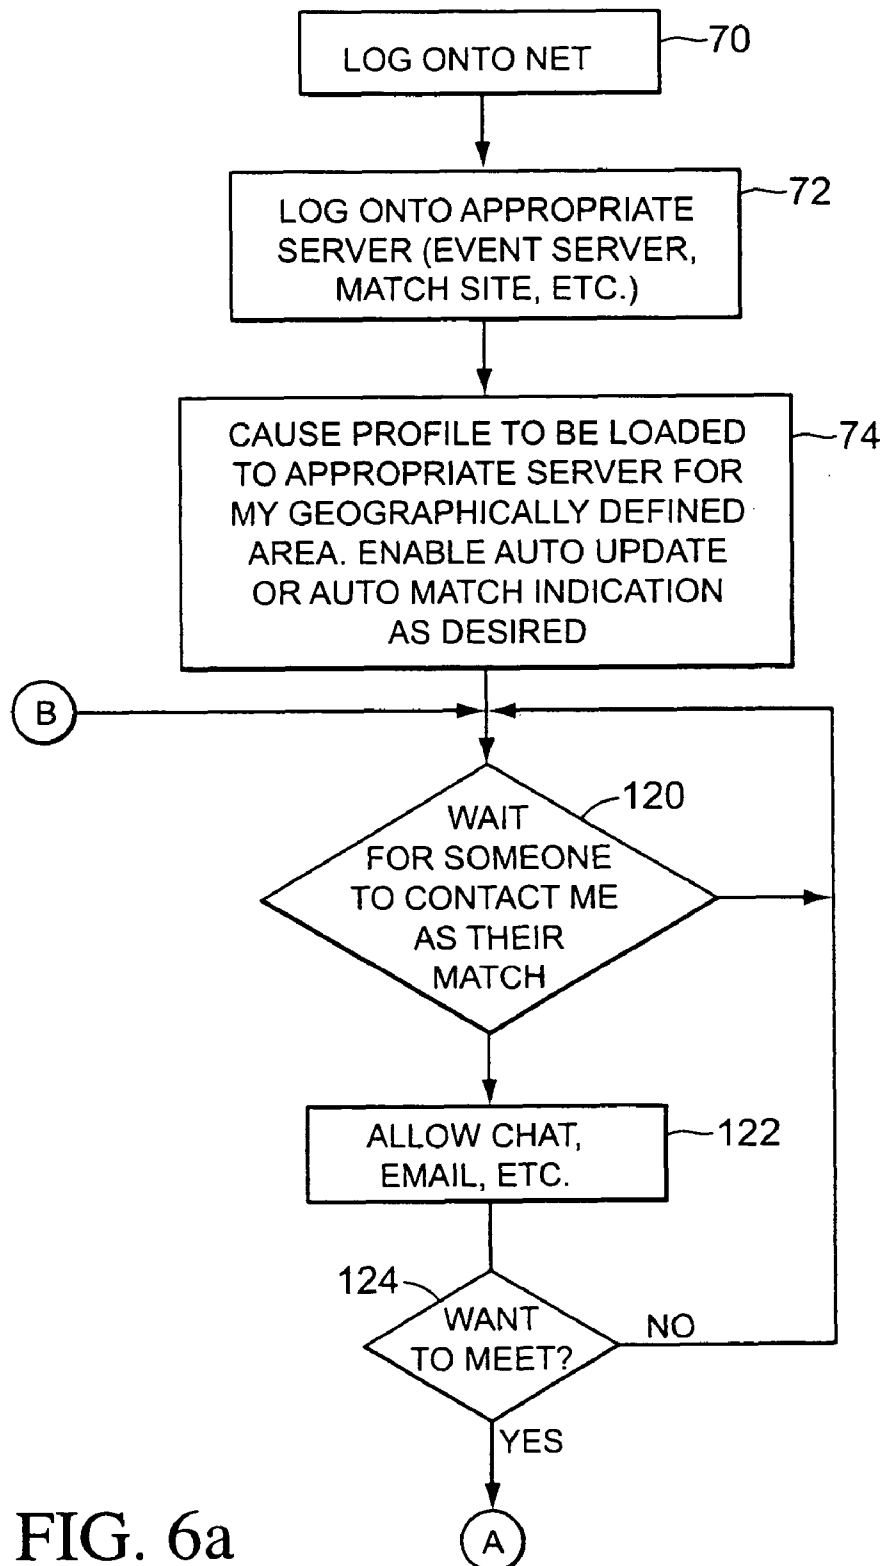 LOG ONTO NET
70
LOG ONTO APPROPRIATE
SERVER (EVENT SERVER,
MATCH SITE, ETC.)
72
CAUSE PROFILE TO BE LOADED
TO APPROPRIATE SERVER FOR
MY GEOGRAPHICALLY DEFINED
AREA. ENABLE AUTO UPDATE
OR AUTO MATCH INDICATION
AS DESIRED
74
B
120
WAIT
FOR SOMEONE
TO CONTACT ME
AS THEIR
MATCH
ALLOW CHAT,
EMAIL, ETC.
122
124
WANT
TO MEET?
NO
YES
A
FIG. 6a